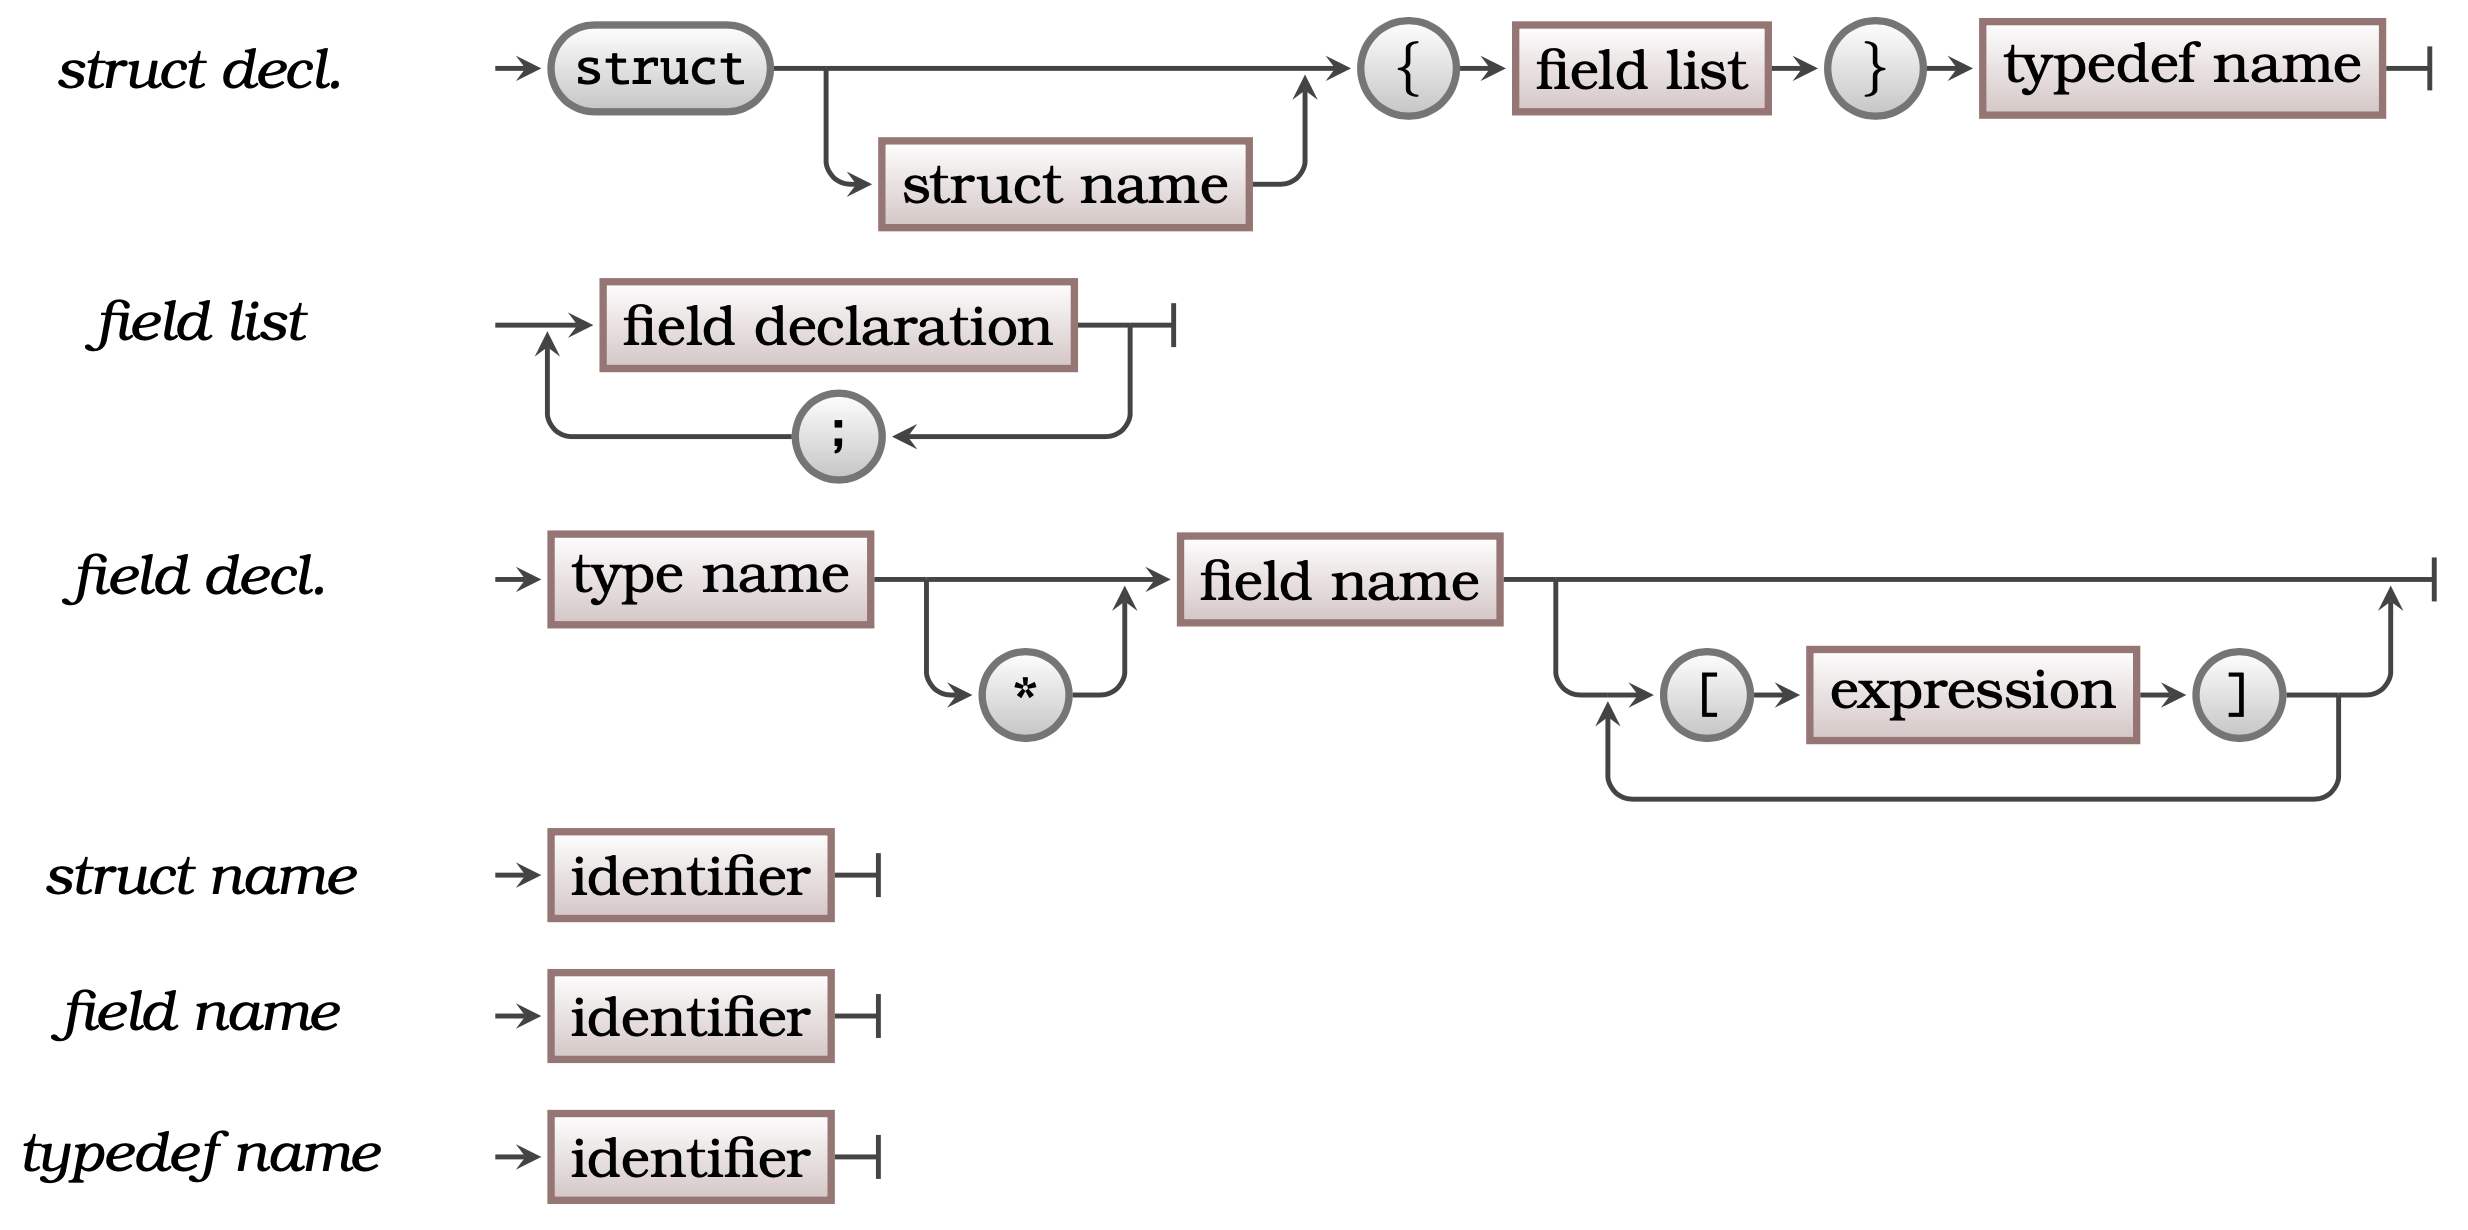 struct decl. struct { field list } typedef name
struct name
field list field declaration
;
field decl. type name field name
* [ expression ]
struct name identifier
field name identifier
typedef name identifier